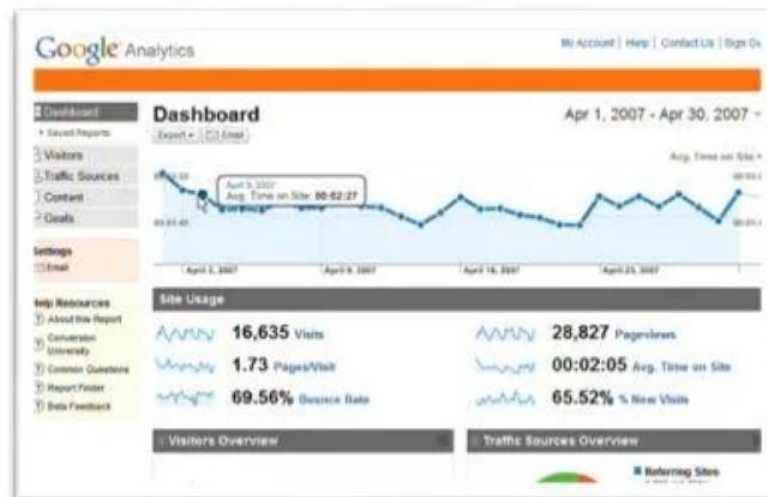 Google Analytics
My Account | Help | Contact Us | Sign Ou
Dashboard
Saved Reports
Visitors
Traffic Sources
Content
Goals
Settings
Email
Help Resources
About this Report
Conversion
University
Common Questions
Report Finder
Beta Feedback
Dashboard
Apr 1, 2007 - Apr 30, 2007
Export
Email
Avg. Time on Site
April 3, 2007
Avg. Time on Site: 00:02:27
April 2, 2007
April 9, 2007
April 16, 2007
April 23, 2007
Site Usage
16,635 Visits
28,827 Pageviews
1.73 Pages/Visit
00:02:05 Avg. Time on Site
69.56% Bounce Rate
65.52% % New Visits
Visitors Overview
Traffic Sources Overview
Referring Sites